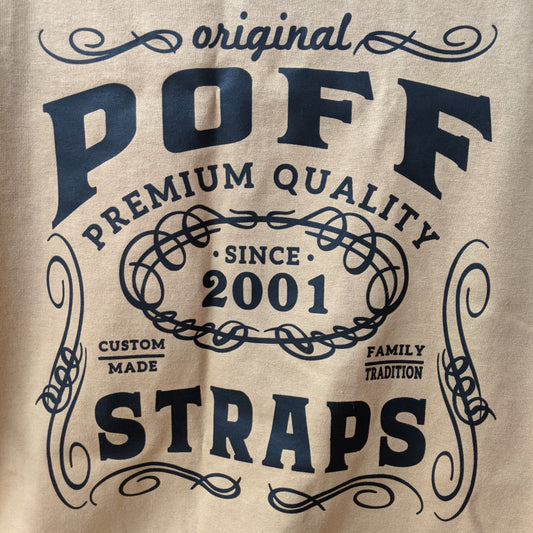 original
POFF
PREMIUM QUALITY
· SINCE ·
2001
CUSTOM
MADE
FAMILY
TRADITION
STRAPS